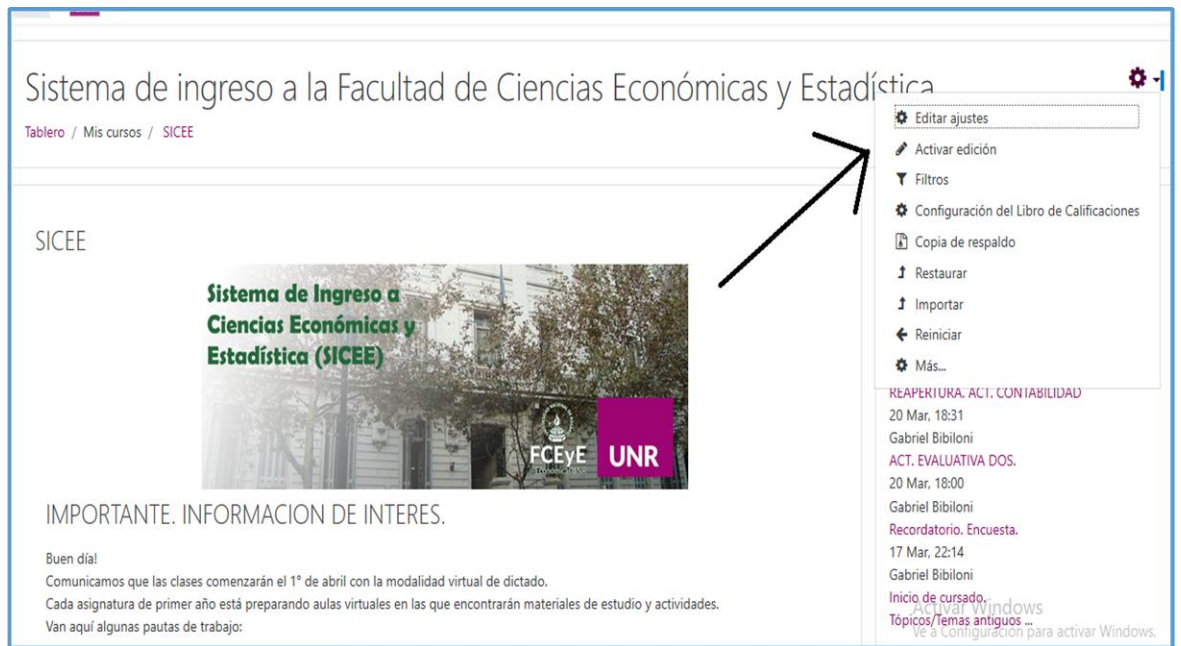 Sistema de ingreso a la Facultad de Ciencias Económicas y Estadística
Tablero / Mis cursos / SICEE
Editar ajustes
Activar edición
Filtros
Configuración del Libro de Calificaciones
Copia de respaldo
Restaurar
Importar
Reiniciar
Más...
SICEE
Sistema de Ingreso a
Ciencias Económicas y
Estadística (SICEE)
FCEyE
UNR
IMPORTANTE. INFORMACION DE INTERES.
Buen día!
Comunicamos que las clases comenzarán el 1° de abril con la modalidad virtual de dictado.
Cada asignatura de primer año está preparando aulas virtuales en las que encontrarán materiales de estudio y actividades.
Van aquí algunas pautas de trabajo:
REAPERTURA. ACT. CONTABILIDAD
20 Mar, 18:31
Gabriel Bibiloni
ACT. EVALUATIVA DOS.
20 Mar, 18:00
Gabriel Bibiloni
Recordatorio. Encuesta.
17 Mar, 22:14
Gabriel Bibiloni
Inicio de cursado.
Tópicos/Temas antiguos ...
Activar Windows
Ve a Configuración para activar Windows.